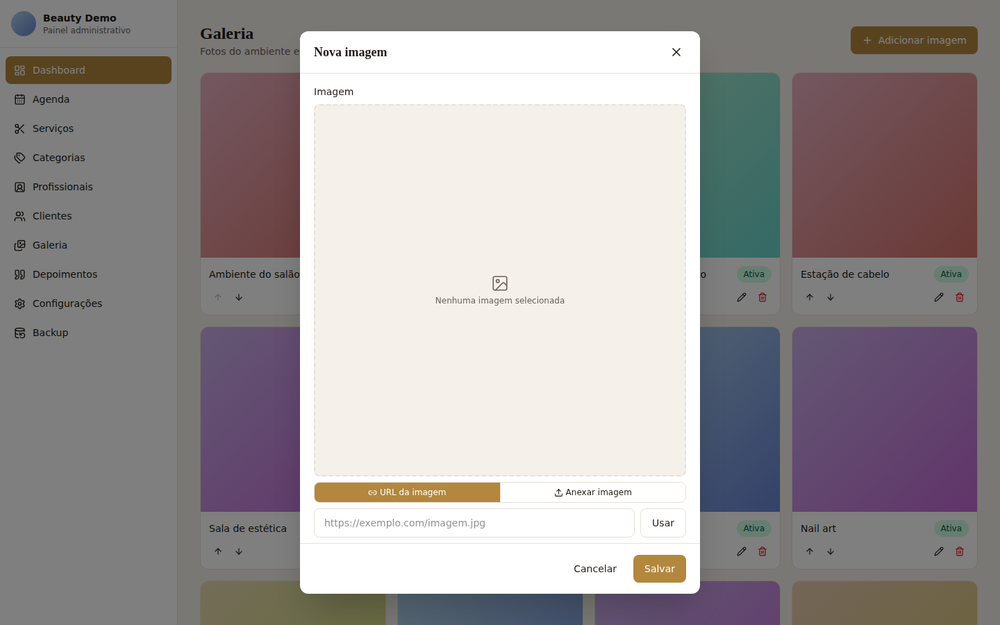 Beauty Demo
Painel administrativo
Dashboard
Agenda
Serviços
Categorias
Profissionais
Clientes
Galeria
Depoimentos
Configurações
Backup
Galeria
Fotos do ambiente e
Adicionar imagem
Ambiente do salão
Ativa
Estação de cabelo
Ativa
Sala de estética
Ativa
Nail art
Ativa
Nova imagem
Imagem
Nenhuma imagem selecionada
URL da imagem
Anexar imagem
https://exemplo.com/imagem.jpg
Usar
Cancelar
Salvar